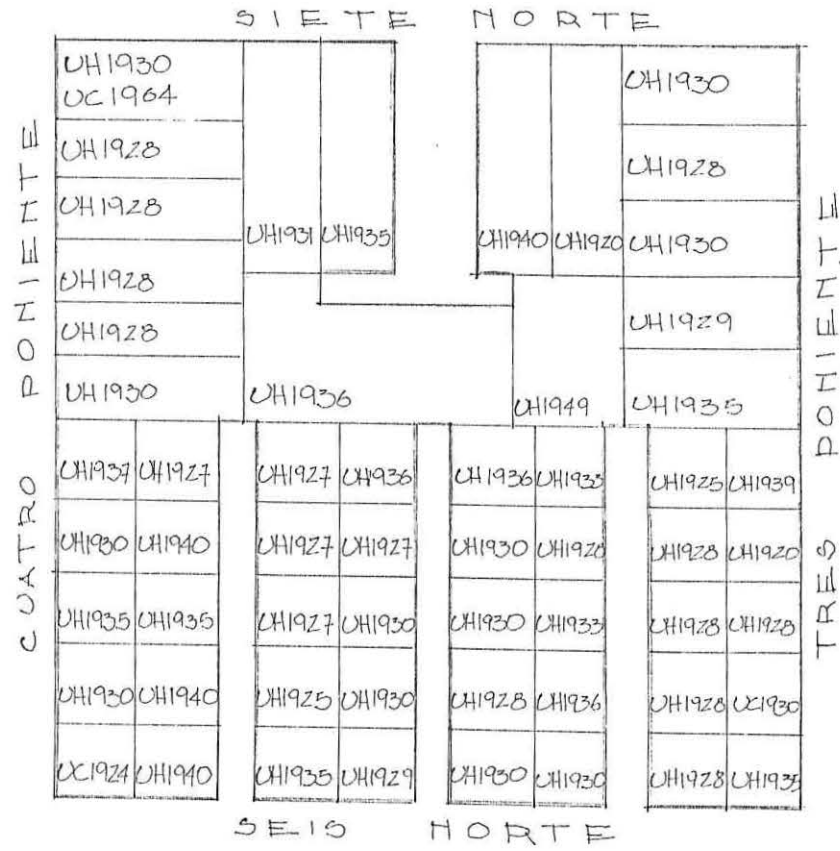 SIETE NORTE
UH1930
UC1964
UH1928
UH1928
UH1928
UH1928
UH1930
UH1931 UH1935
UH1936
UH1940 UH1920
UH1949
UH1930
UH1928
UH1930
UH1929
UH1935
CUATRO PONIENTE
TRES PONIENTE
UH1937 UH1927 UH1927 UH1936 UH1936 UH1933 UH1925 UH1939
UH1930 UH1940 UH1927 UH1927 UH1930 UH1928 UH1928 UH1920
UH1935 UH1935 UH1927 UH1930 UH1930 UH1933 UH1928 UH1928
UH1930 UH1940 UH1925 UH1930 UH1928 UH1936 UH1928 UC1930
UC1924 UH1940 UH1935 UH1929 UH1930 UH1930 UH1928 UH1935
SEIS NORTE